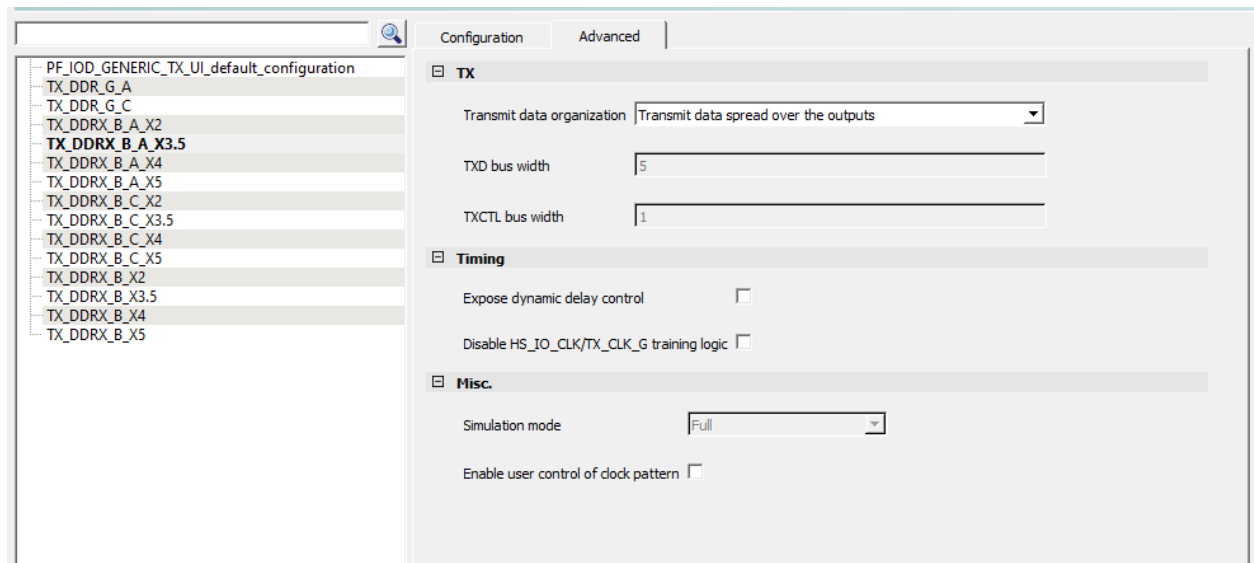 Configuration
Advanced
PF_IOD_GENERIC_TX_UI_default_configuration
TX_DDR_G_A
TX_DDR_G_C
TX_DDRX_B_A_X2
TX_DDRX_B_A_X3.5
TX_DDRX_B_A_X4
TX_DDRX_B_A_X5
TX_DDRX_B_C_X2
TX_DDRX_B_C_X3.5
TX_DDRX_B_C_X4
TX_DDRX_B_C_X5
TX_DDRX_B_X2
TX_DDRX_B_X3.5
TX_DDRX_B_X4
TX_DDRX_B_X5
TX
Transmit data organization Transmit data spread over the outputs
TXD bus width 5
TXCTL bus width 1
Timing
Expose dynamic delay control
Disable HS_IO_CLK/TX_CLK_G training logic
Misc.
Simulation mode Full
Enable user control of clock pattern